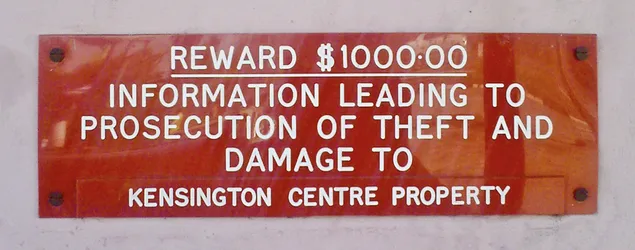 REWARD $1000·00
INFORMATION LEADING TO
PROSECUTION OF THEFT AND
DAMAGE TO
KENSINGTON CENTRE PROPERTY